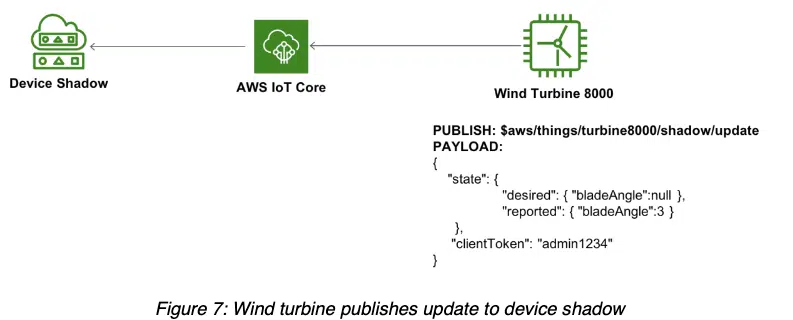 Device Shadow
AWS IoT Core
Wind Turbine 8000
PUBLISH: $aws/things/turbine8000/shadow/update
PAYLOAD:
{
"state": {
"desired": { "bladeAngle":null },
"reported": { "bladeAngle":3 }
},
"clientToken": "admin1234"
}
Figure 7: Wind turbine publishes update to device shadow